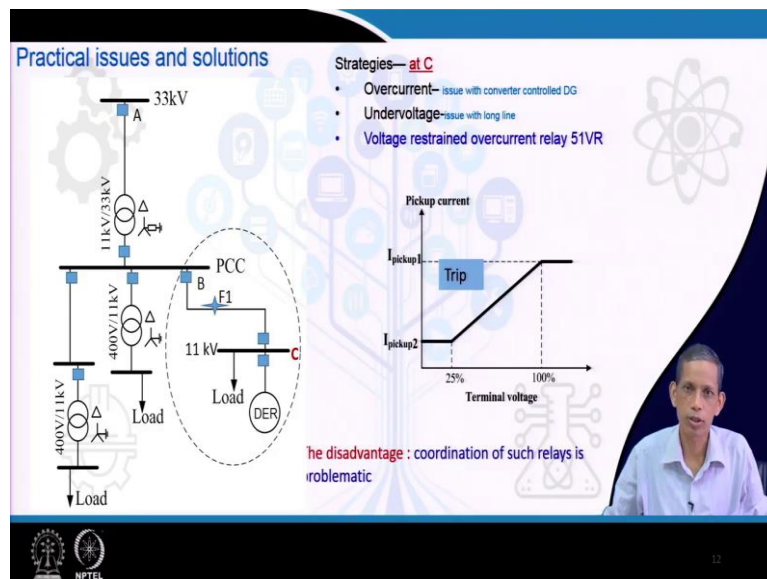 Practical issues and solutions
33kV
A
11kV/33kV
Δ
PCC
B
F1
400V/11kV
Δ
Load
11 kV
C
Load
DER
400V/11kV
Δ
Load
Strategies— at C
• Overcurrent– issue with converter controlled DG
• Undervoltage-issue with long line
• Voltage restrained overcurrent relay 51VR
Pickup current
Ipickup1
Trip
Ipickup2
25%
100%
Terminal voltage
he disadvantage : coordination of such relays is
roblematic
NPTEL
12